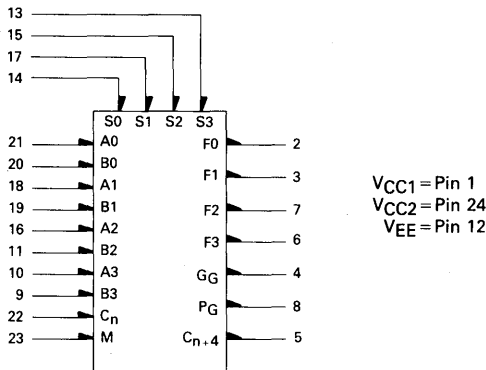 13
15
17
14
S0 S1 S2 S3
21 A0 F0 2
20 B0
18 A1 F1 3
19 B1
16 A2 F2 7
11 B2
10 A3 F3 6
9 B3
GG 4
22 Cn
PG 8
23 M
Cn+4 5
VCC1 = Pin 1
VCC2 = Pin 24
VEE = Pin 12